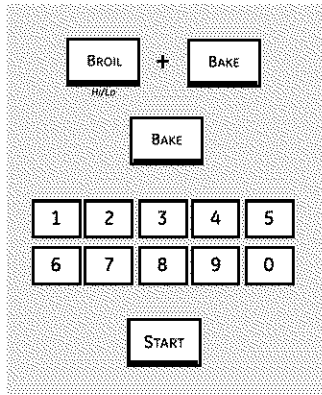 BROIL + BAKE
Hi/Lo
BAKE
1 2 3 4 5
6 7 8 9 0
START